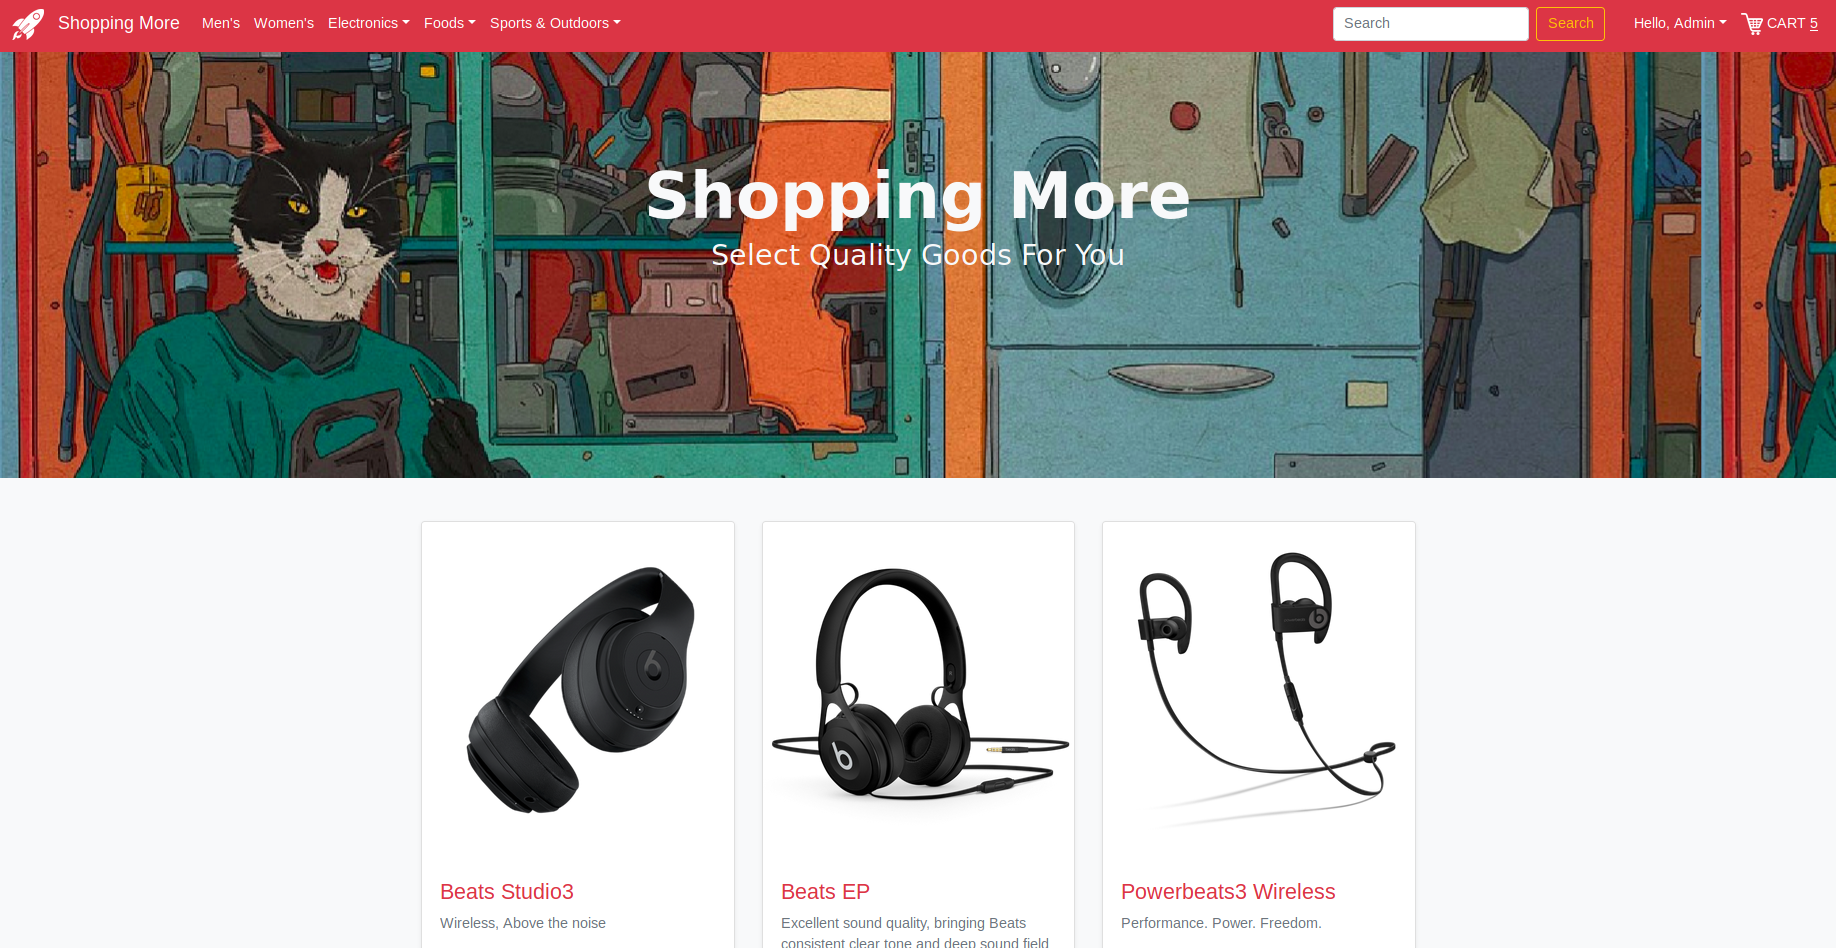 Shopping More Men's Women's Electronics Foods Sports & Outdoors Search Search Hello, Admin CART 5
Shopping More
Select Quality Goods For You
Beats Studio3
Wireless, Above the noise
Beats EP
Excellent sound quality, bringing Beats
consistent clear tone and deep sound field
Powerbeats3 Wireless
Performance. Power. Freedom.